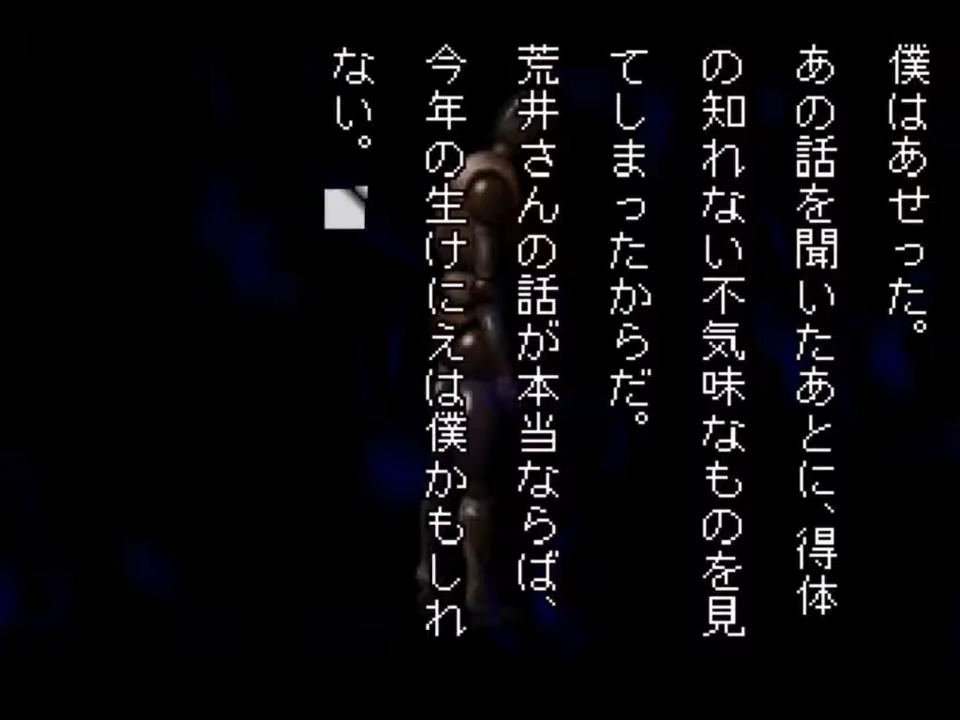 僕はあせった。
あの話を聞いたあとに、得体
の知れない不気味なものを見
てしまったからだ。
荒井さんの話が本当ならば、
今年の生けにえは僕かもしれ
ない。